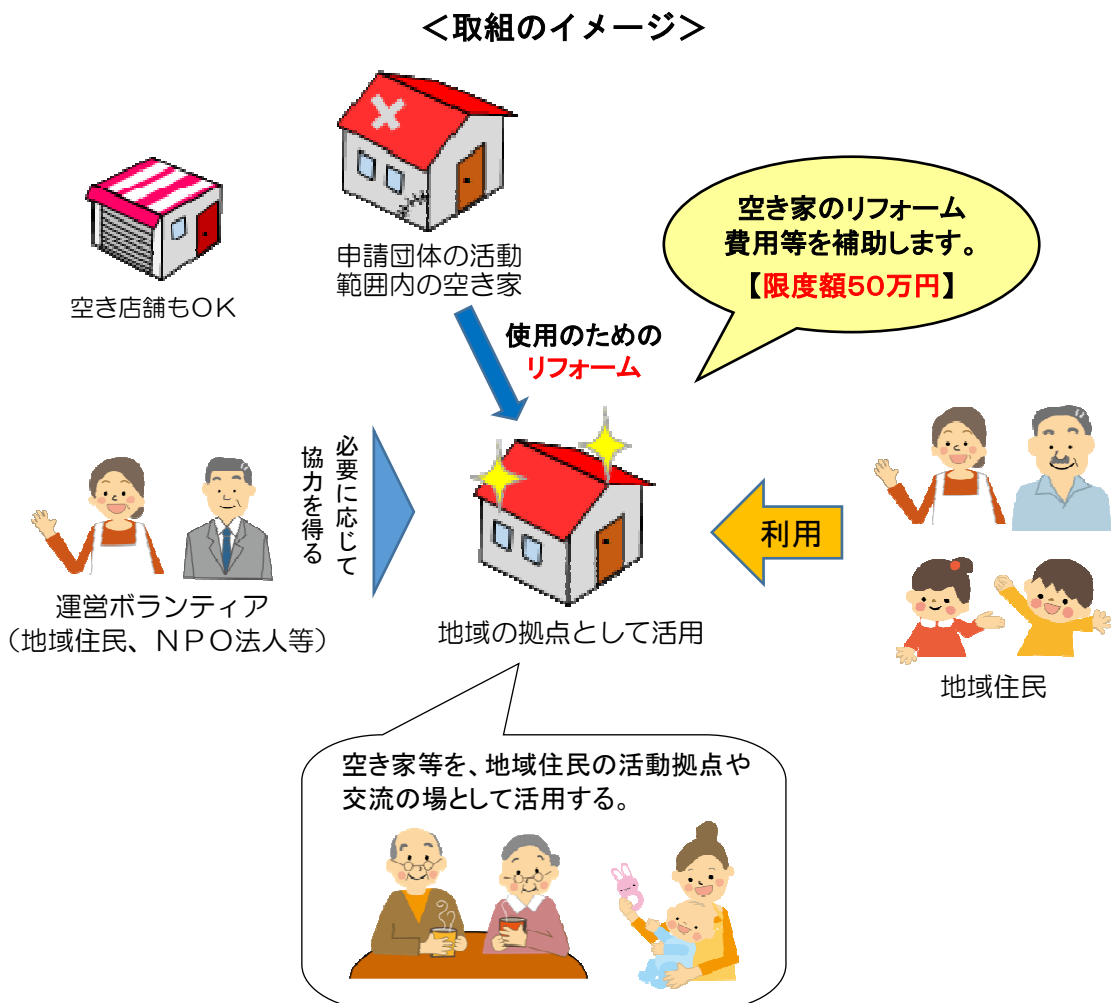 ＜取組のイメージ＞
空き店舗もOK
申請団体の活動
範囲内の空き家
空き家のリフォーム
費用等を補助します。
【限度額50万円】
使用のための
リフォーム
必要に応じて
協力を得る
利用
運営ボランティア
（地域住民、ＮＰＯ法人等）
地域の拠点として活用
地域住民
空き家等を、地域住民の活動拠点や
交流の場として活用する。